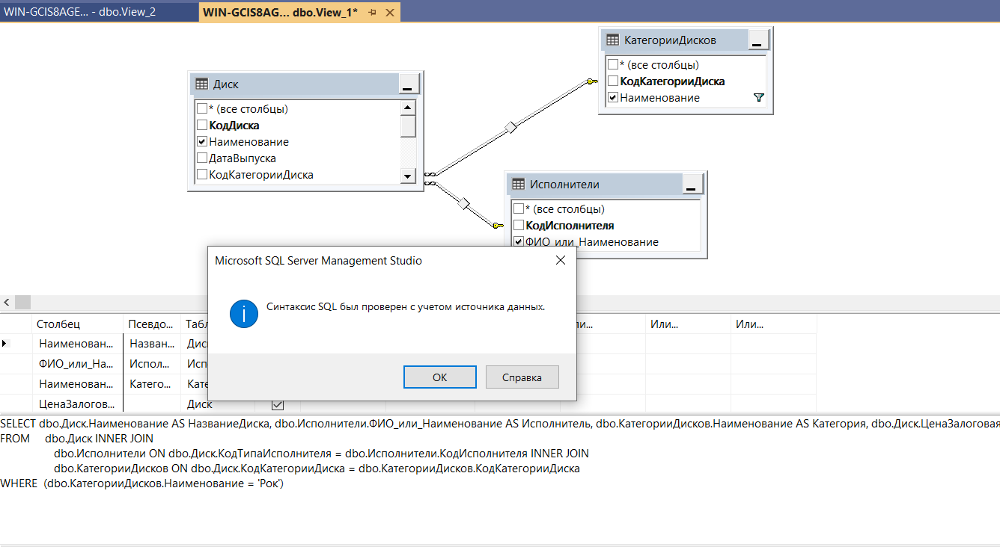 WIN-GCIS8AGE... - dbo.View_2
WIN-GCIS8AG... dbo.View_1*
КатегорииДисков
* (все столбцы)
КодКатегорииДиска
Наименование
Диск
* (все столбцы)
КодДиска
Наименование
ДатаВыпуска
КодКатегорииДиска
Исполнители
* (все столбцы)
КодИсполнителя
ФИО_или_Наименование
Microsoft SQL Server Management Studio
Синтаксис SQL был проверен с учетом источника данных.
OK
Справка
Столбец Псевдо... Или... Или...
Наименован... Назван...
ФИО_или_На... Испол...
Наименован... Катего...
ЦенаЗалогов... Диск
SELECT dbo.Диск.Наименование AS НазваниеДиска, dbo.Исполнители.ФИО_или_Наименование AS Исполнитель, dbo.КатегорииДисков.Наименование AS Категория, dbo.Диск.ЦенаЗалоговая
FROM dbo.Диск INNER JOIN
dbo.Исполнители ON dbo.Диск.КодТипаИсполнителя = dbo.Исполнители.КодИсполнителя INNER JOIN
dbo.КатегорииДисков ON dbo.Диск.КодКатегорииДиска = dbo.КатегорииДисков.КодКатегорииДиска
WHERE (dbo.КатегорииДисков.Наименование = 'Рок')